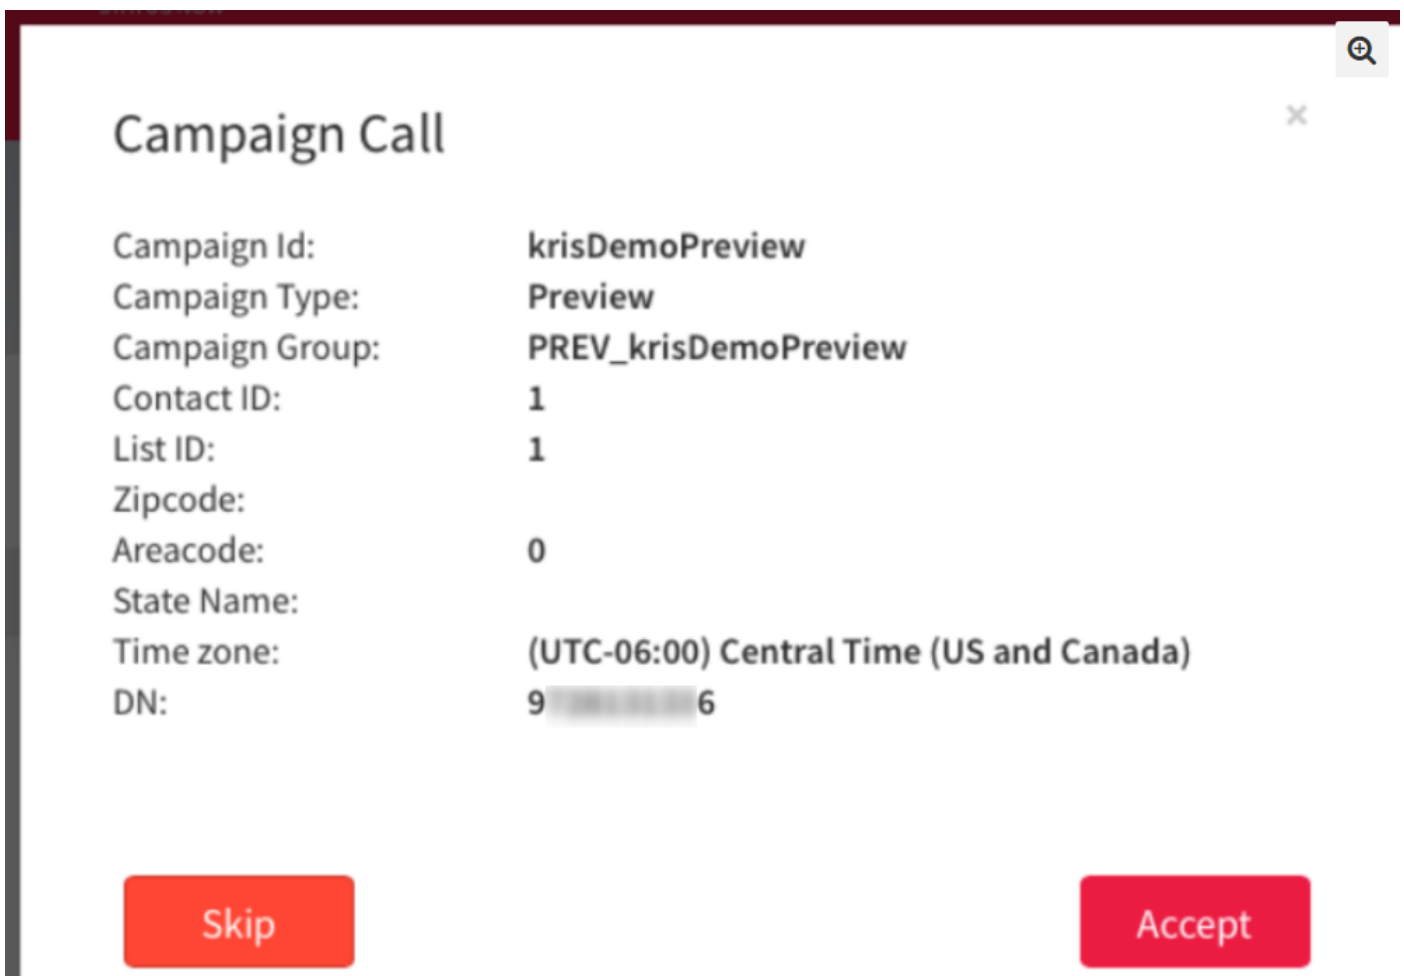 Campaign Call
×
Campaign Id: krisDemoPreview
Campaign Type: Preview
Campaign Group: PREV_krisDemoPreview
Contact ID: 1
List ID: 1
Zipcode:
Areacode: 0
State Name:
Time zone: (UTC-06:00) Central Time (US and Canada)
DN: 9 6
Skip Accept